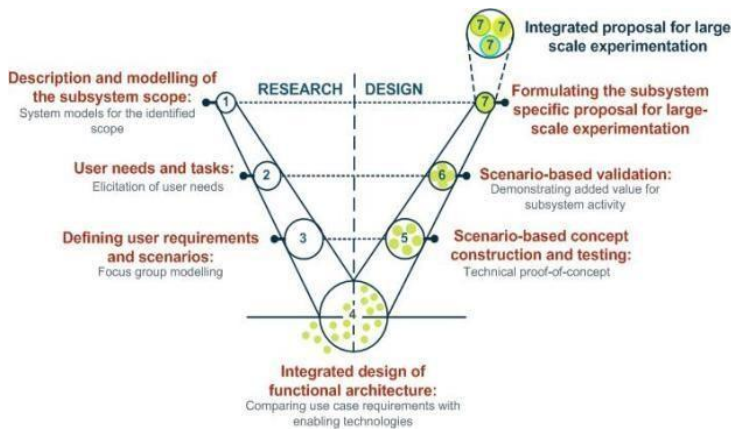 7 7
7
Integrated proposal for large
scale experimentation
RESEARCH DESIGN
Description and modelling of
the subsystem scope:
System models for the identified
scope
1
7
Formulating the subsystem
specific proposal for large-
scale experimentation
User needs and tasks:
Elicitation of user needs
2
6
Scenario-based validation:
Demonstrating added value for
subsystem activity
Defining user requirements
and scenarios:
Focus group modelling
3
5
Scenario-based concept
construction and testing:
Technical proof-of-concept
4
Integrated design of
functional architecture:
Comparing use case requirements with
enabling technologies